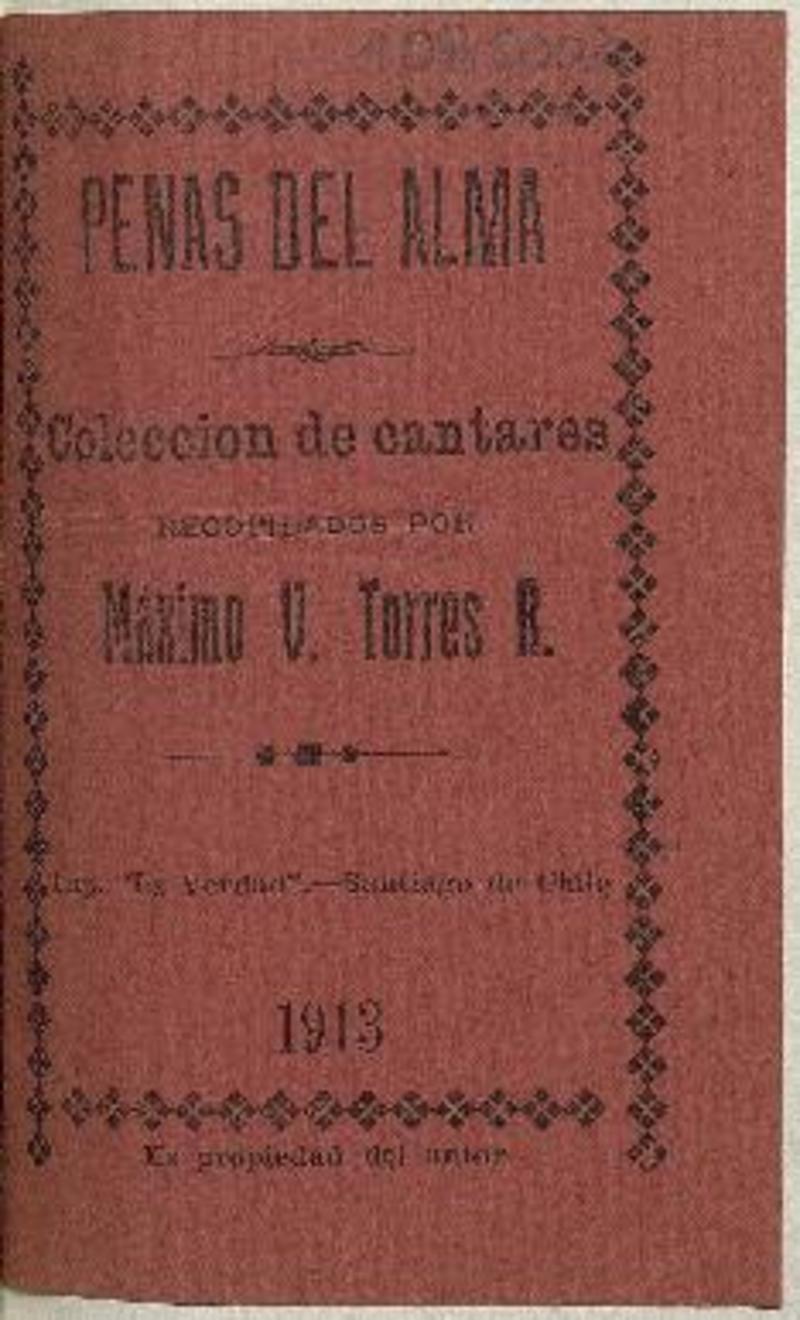 PENAS DEL ALMA
Coleccion de cantares
RECOPILADOS POR
Máximo V. Torres R.
Imp. "La Verdad".—Santiago de Chile
1913
Es propiedad del autor